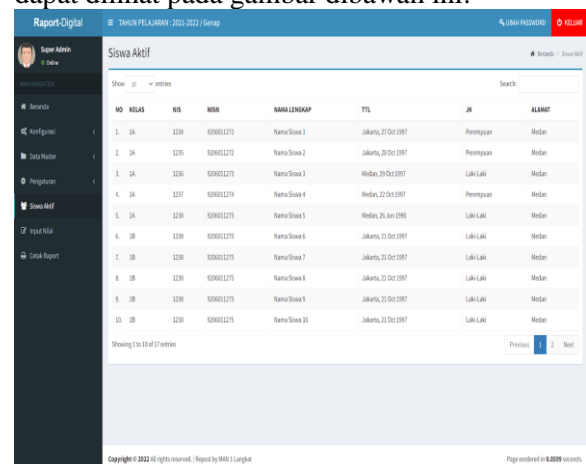 dapat dilihat pada gambar dibawah ini:
Raport-Digital
TAHUN PELAJARAN : 2021-2022 / Genap
UBAH PASSWORD
KELUAR
Super Admin
Online
MAIN NAVIGATION
Beranda
Konfigurasi
Data Master
Pengaturan
Siswa Aktif
Input Nilai
Cetak Raport
Siswa Aktif
Beranda > Siswa Aktif
Show 10 entries
Search:
NO KELAS NIS NISN NAMA LENGKAP TTL JK ALAMAT
1. 1A 1234 9206011271 Nama Siswa 1 Jakarta, 27 Oct 1997 Perempuan Medan
2. 1A 1235 9206011272 Nama Siswa 2 Jakarta, 28 Oct 1997 Perempuan Medan
3. 1A 1236 9206011273 Nama Siswa 3 Medan, 29 Oct 1997 Laki-Laki Medan
4. 1A 1237 9206011274 Nama Siswa 4 Medan, 22 Oct 1997 Perempuan Medan
5. 1A 1238 9206011275 Nama Siswa 5 Medan, 26 Jun 1990 Laki-Laki Medan
6. 1B 1238 9206011275 Nama Siswa 6 Jakarta, 21 Oct 1997 Laki-Laki Medan
7. 1B 1238 9206011275 Nama Siswa 7 Jakarta, 21 Oct 1997 Laki-Laki Medan
8. 1B 1238 9206011275 Nama Siswa 8 Jakarta, 21 Oct 1997 Laki-Laki Medan
9. 1B 1238 9206011275 Nama Siswa 9 Jakarta, 21 Oct 1997 Laki-Laki Medan
10. 1B 1238 9206011275 Nama Siswa 10 Jakarta, 21 Oct 1997 Laki-Laki Medan
Showing 1 to 10 of 17 entries
Previous 1 2 Next
Copyright © 2022 All rights reserved. | Repost by MAN 1 Langkat
Page rendered in 0.0599 seconds.